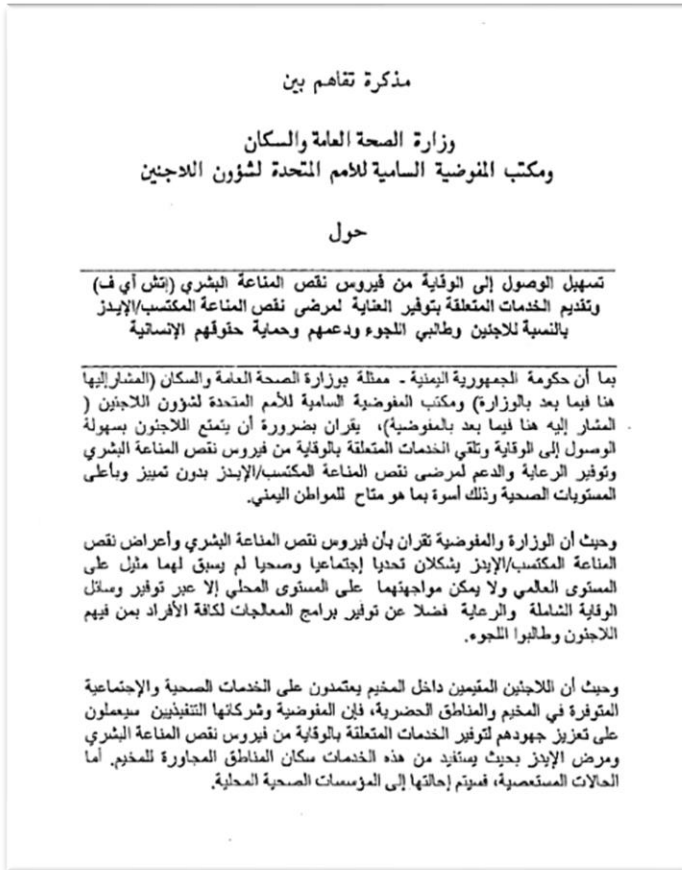 مذكرة تفاهم بين
وزارة الصحة العامة والسكان
ومكتب المفوضية السامية للأمم المتحدة لشؤون اللاجئين
حول
تسهيل الوصول إلى الوقاية من فيروس نقص المناعة البشري (إتش أي ف)
وتقديم الخدمات المتعلقة بتوفير العناية لمرضى نقص المناعة المكتسب/الإيدز
بالنسبة للاجئين وطالبي اللجوء ودعمهم وحماية حقوقهم الإنسانية
بما أن حكومة الجمهورية اليمنية - ممثلة بوزارة الصحة العامة والسكان (المشار إليها
هنا فيما بعد بالوزارة) ومكتب المفوضية السامية للأمم المتحدة لشؤون اللاجئين (
المشار إليه هنا فيما بعد بالمفوضية)، يقران بضرورة أن يتمتع اللاجئون بسهولة
الوصول إلى الوقاية وتلقي الخدمات المتعلقة بالوقاية من فيروس نقص المناعة البشري
وتوفير الرعاية والدعم لمرضى نقص المناعة المكتسب/الإيدز بدون تمييز وبأعلى
المستويات الصحية وذلك أسوة بما هو متاح للمواطن اليمني.
وحيث أن الوزارة والمفوضية تقران بأن فيروس نقص المناعة البشري وأعراض نقص
المناعة المكتسب/الإيدز يشكلان تحديا إجتماعيا وصحيا لم يسبق لهما مثيل على
المستوى العالمي ولا يمكن مواجهتهما على المستوى المحلي إلا عبر توفير وسائل
الوقاية الشاملة والرعاية فضلا عن توفير برامج المعالجات لكافة الأفراد بمن فيهم
اللاجئون وطالبوا اللجوء.
وحيث أن اللاجئين المقيمين داخل المخيم يعتمدون على الخدمات الصحية والإجتماعية
المتوفرة في المخيم والمناطق الحضرية، فإن المفوضية وشركائها التنفيذيين سيعملون
على تعزيز جهودهم لتوفير الخدمات المتعلقة بالوقاية من فيروس نقص المناعة البشري
ومرض الإيدز بحيث يستفيد من هذه الخدمات سكان المناطق المجاورة للمخيم. أما
الحالات المستعصية، فسيتم إحالتها إلى المؤسسات الصحية المحلية.